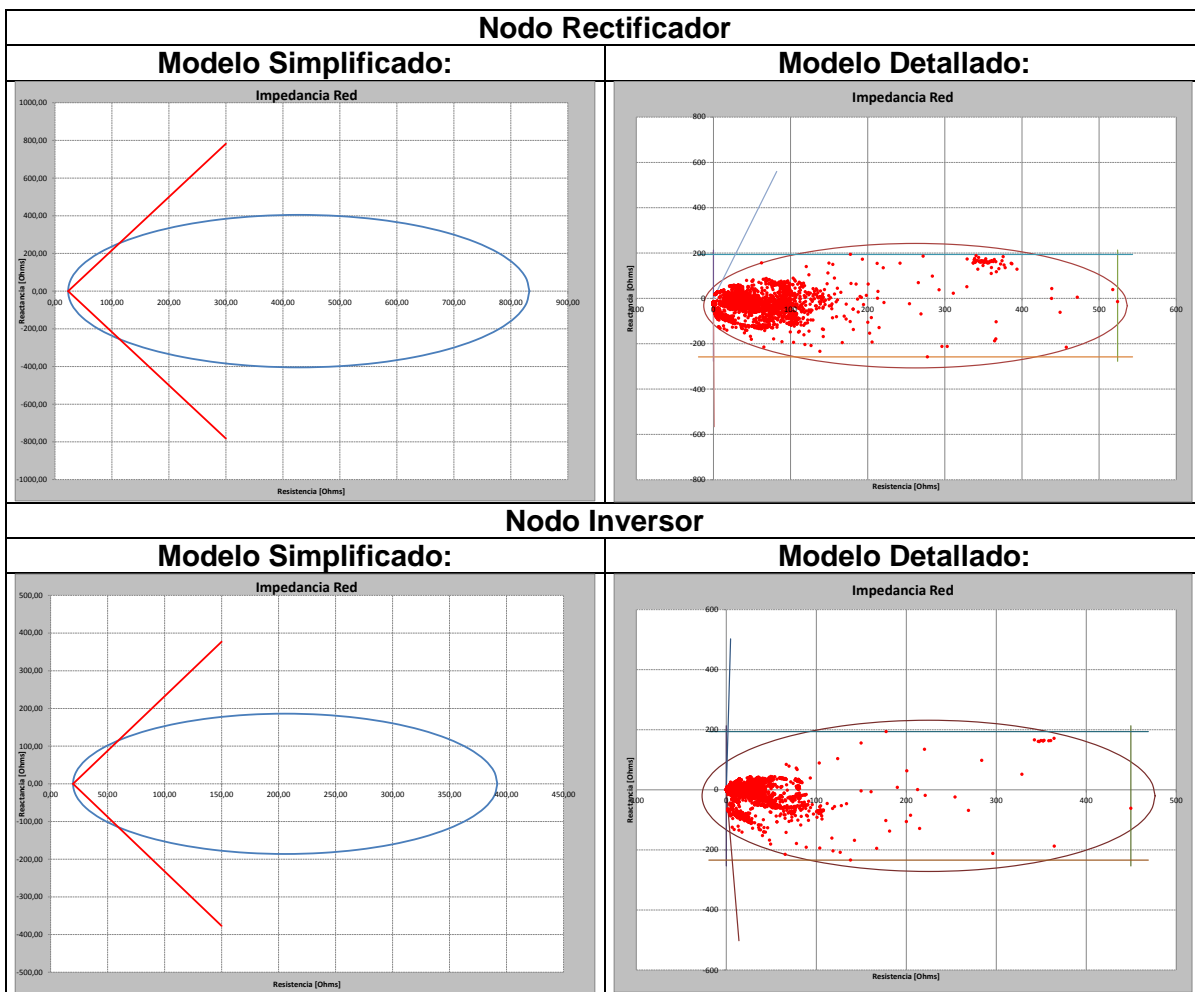 Nodo Rectificador
Modelo Simplificado:
Modelo Detallado:
Impedancia Red
1000,00
800,00
600,00
400,00
200,00
0,00
-200,00
-400,00
-600,00
-800,00
-1000,00
0,00 100,00 200,00 300,00 400,00 500,00 600,00 700,00 800,00 900,00
Reactancia [Ohms]
Resistencia [Ohms]
Impedancia Red
800
600
400
200
0
-200
-400
-600
-800
-100 0 100 200 300 400 500 600
Reactancia [Ohms]
Resistencia [Ohms]
Nodo Inversor
Modelo Simplificado:
Modelo Detallado:
Impedancia Red
500,00
400,00
300,00
200,00
100,00
0,00
-100,00
-200,00
-300,00
-400,00
-500,00
0,00 50,00 100,00 150,00 200,00 250,00 300,00 350,00 400,00 450,00
Reactancia [Ohms]
Resistencia [Ohms]
Impedancia Red
600
400
200
0
-200
-400
-600
-100 0 100 200 300 400 500
Reactancia [Ohms]
Resistencia [Ohms]